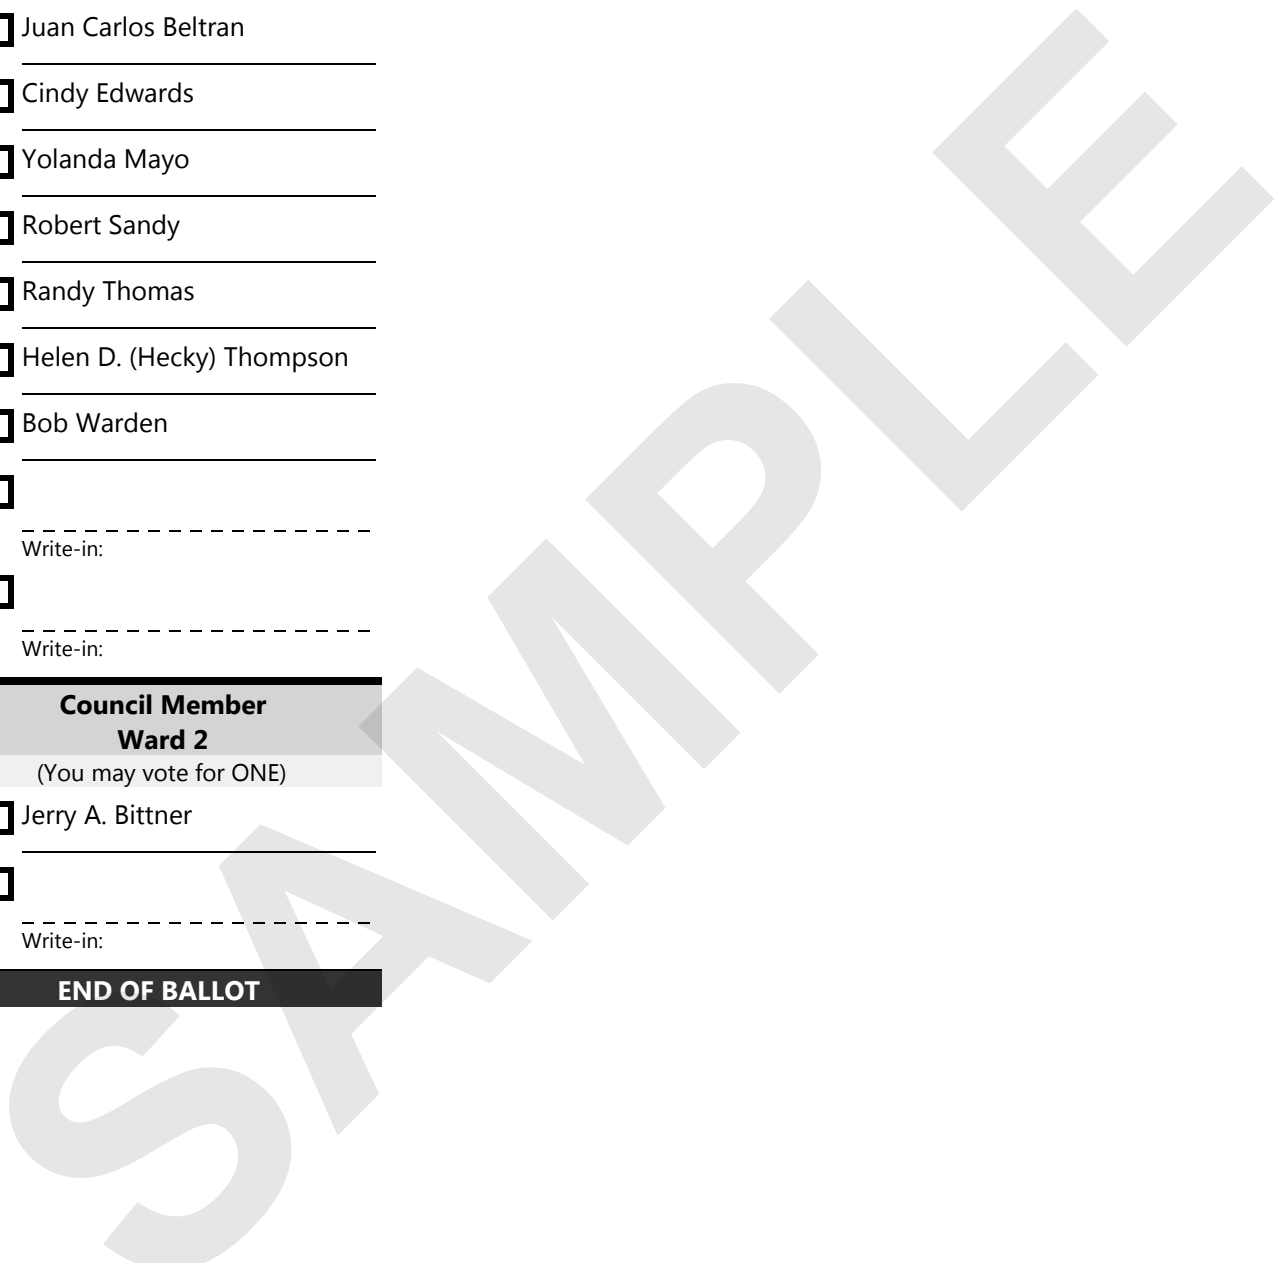 Juan Carlos Beltran
Cindy Edwards
Yolanda Mayo
Robert Sandy
Randy Thomas
Helen D. (Hecky) Thompson
Bob Warden
Write-in:
Write-in:
Council Member
Ward 2
(You may vote for ONE)
Jerry A. Bittner
Write-in:
END OF BALLOT
SAMPLE